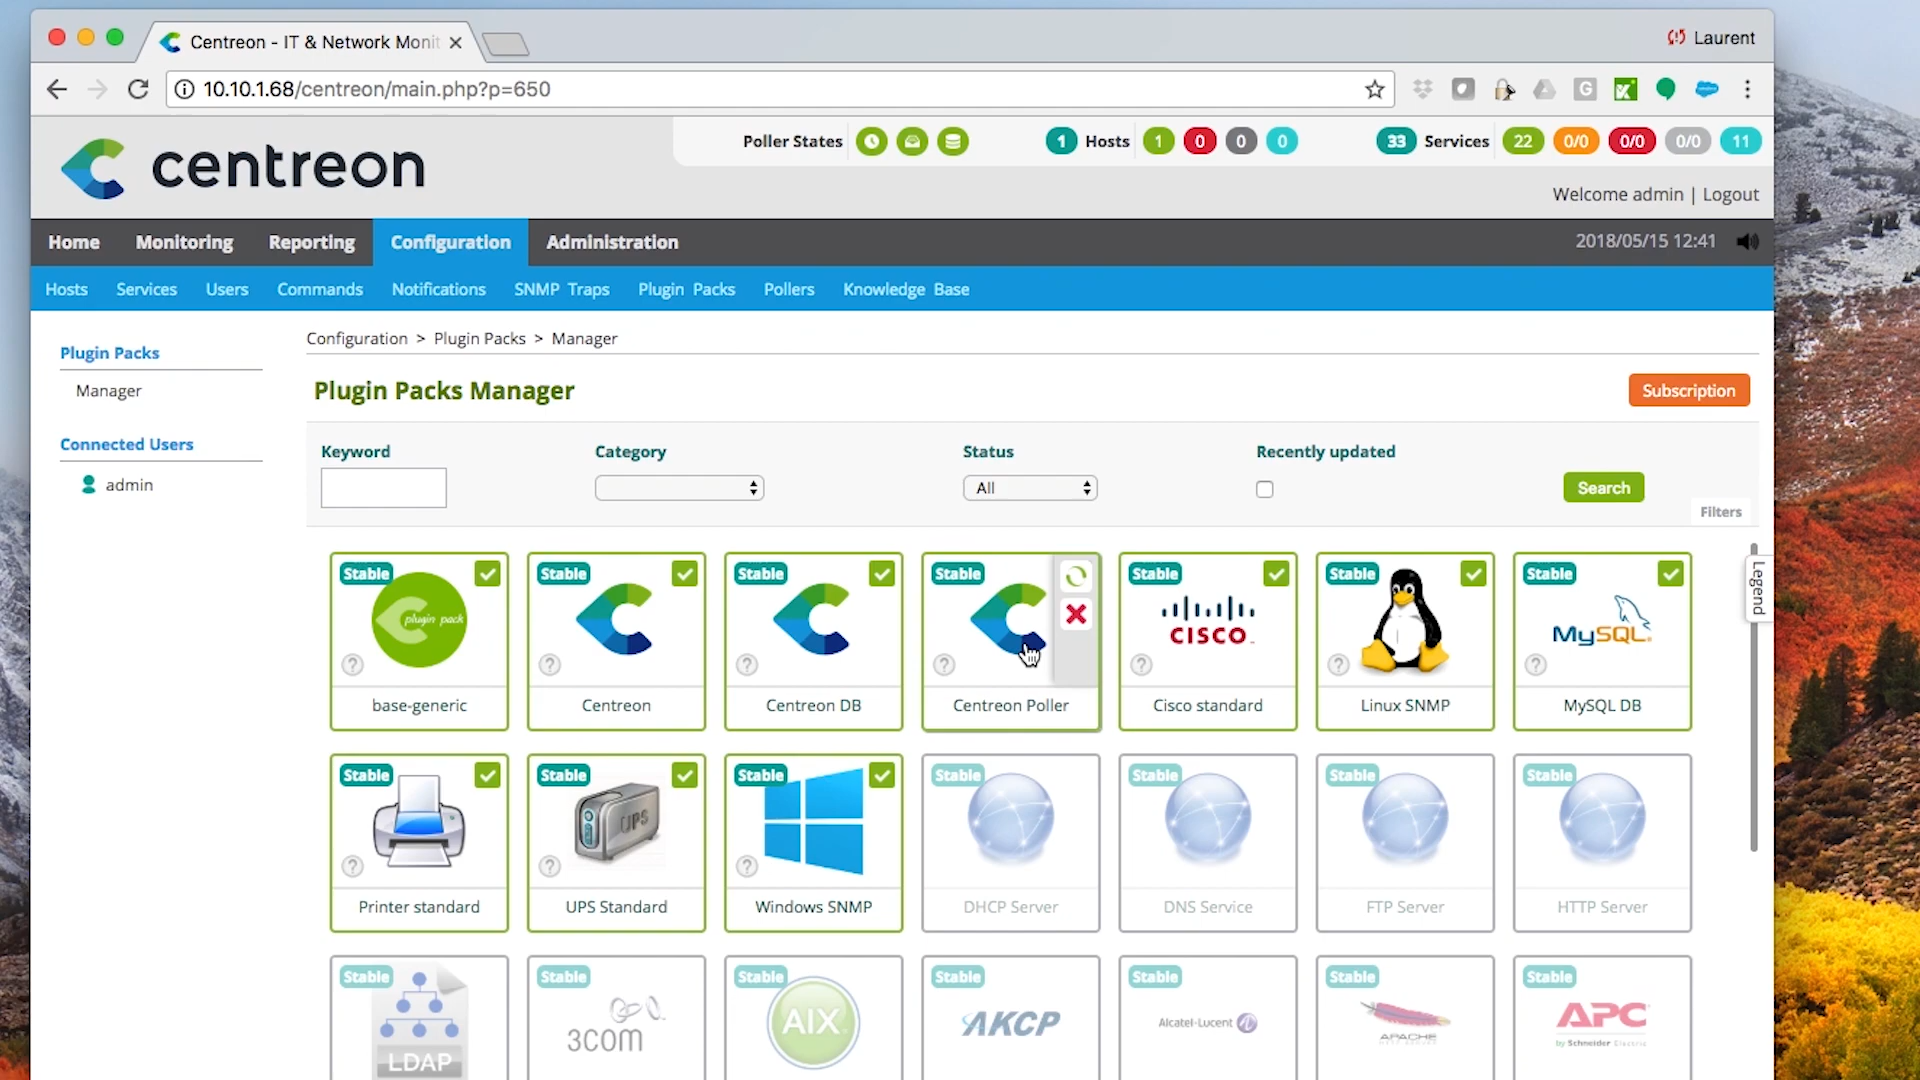 Centreon - IT & Network Monit
Laurent
10.10.1.68/centreon/main.php?p=650
centreon
Poller States
1 Hosts 1 0 0 0
33 Services 22 0/0 0/0 0/0 11
Welcome admin | Logout
Home Monitoring Reporting Configuration Administration
2018/05/15 12:41
Hosts Services Users Commands Notifications SNMP Traps Plugin Packs Pollers Knowledge Base
Plugin Packs
Manager
Connected Users
admin
Configuration > Plugin Packs > Manager
Plugin Packs Manager
Subscription
Keyword Category Status Recently updated
All
Search
Filters
Legend
Stable Stable Stable Stable Stable Stable Stable
plugin pack
CISCO
MySQL
? ? ? ? ? ? ?
base-generic Centreon Centreon DB Centreon Poller Cisco standard Linux SNMP MySQL DB
Stable Stable Stable Stable Stable Stable Stable
UPS
? ? ?
Printer standard UPS Standard Windows SNMP DHCP Server DNS Service FTP Server HTTP Server
Stable Stable Stable Stable Stable Stable Stable
LDAP
3COM
AIX
AKCP
Alcatel-Lucent
APACHE
APC
by Schneider Electric